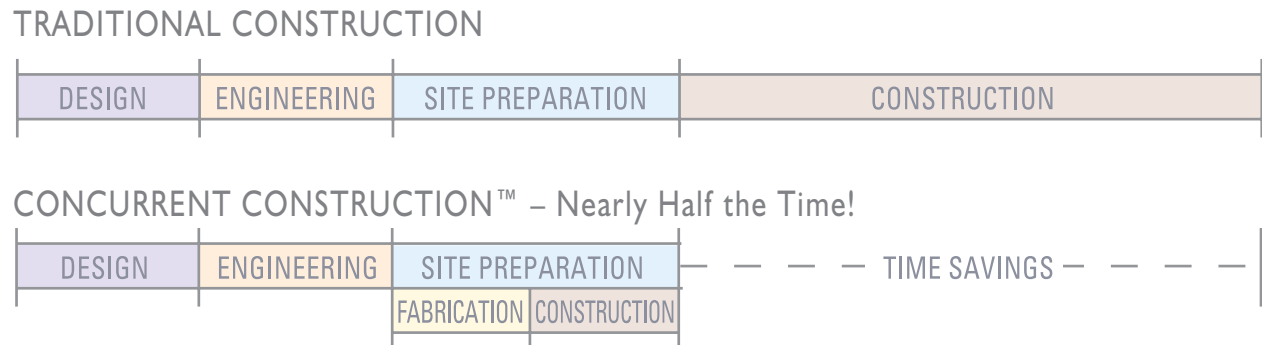 TRADITIONAL CONSTRUCTION
DESIGN ENGINEERING SITE PREPARATION CONSTRUCTION
CONCURRENT CONSTRUCTION™ – Nearly Half the Time!
DESIGN ENGINEERING SITE PREPARATION TIME SAVINGS
FABRICATION CONSTRUCTION